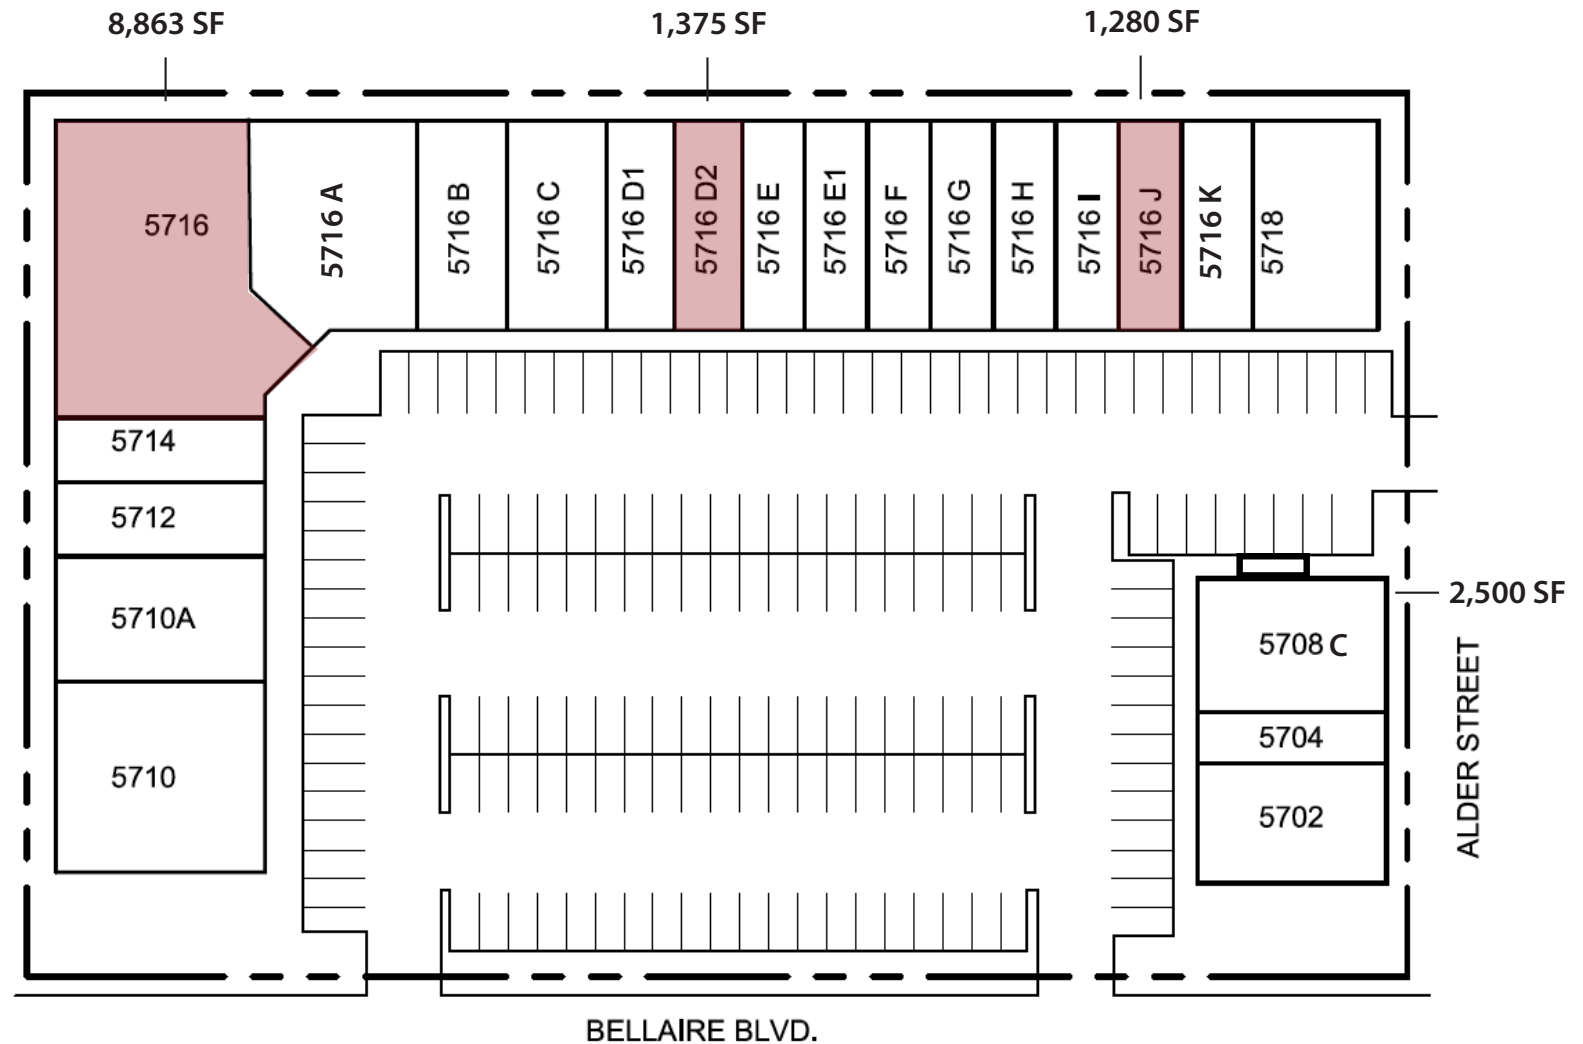 8,863 SF
1,375 SF
1,280 SF
5716
5716 A
5716 B
5716 C
5716 D1
5716 D2
5716 E
5716 E1
5716 F
5716 G
5716 H
5716 I
5716 J
5716 K
5718
5714
5712
5710A
5710
2,500 SF
5708 C
5704
5702
ALDER STREET
BELLAIRE BLVD.